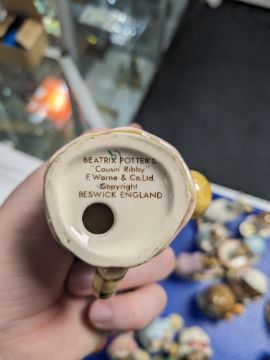 BEATRIX POTTER'S
"Cousin Ribby"
F. Warne & Co. Ltd.
Copyright
BESWICK ENGLAND